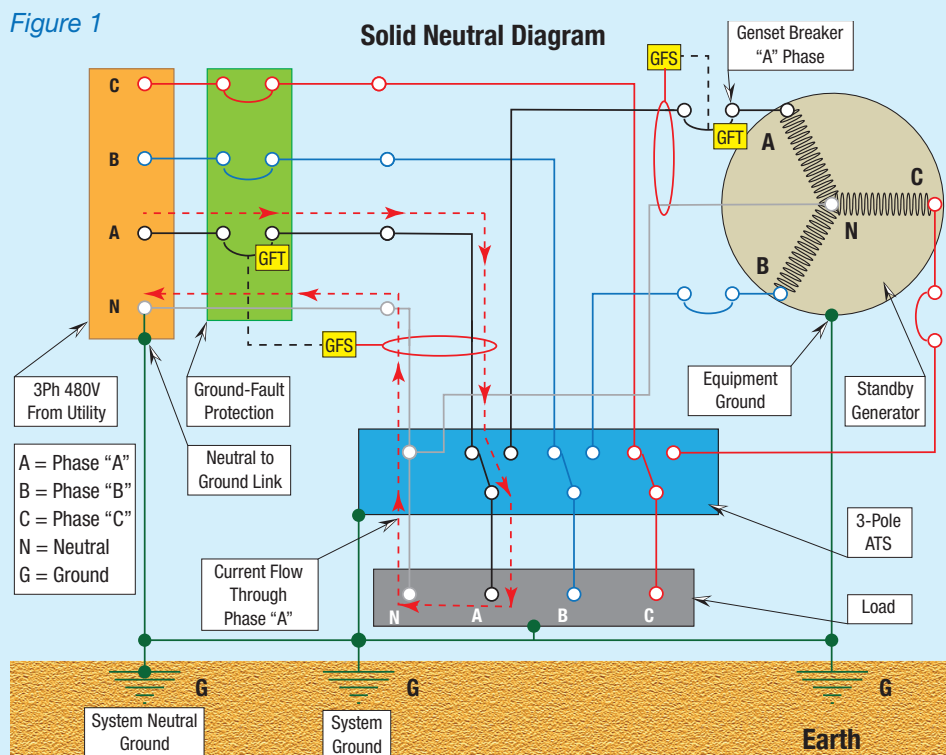 Figure 1
Solid Neutral Diagram
Genset Breaker
"A" Phase
GFS
GFT
C
B
A
N
GFT
GFS
A
C
N
B
3Ph 480V
From Utility
Ground-Fault
Protection
Neutral to
Ground Link
Equipment
Ground
Standby
Generator
A = Phase "A"
B = Phase "B"
C = Phase "C"
N = Neutral
G = Ground
Current Flow
Through
Phase "A"
3-Pole
ATS
Load
N A B C
G
G
G
System Neutral
Ground
System
Ground
Earth